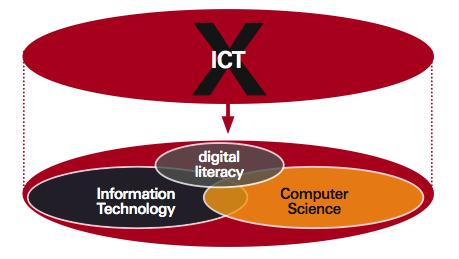 ICT
digital
literacy
Information
Technology
Computer
Science